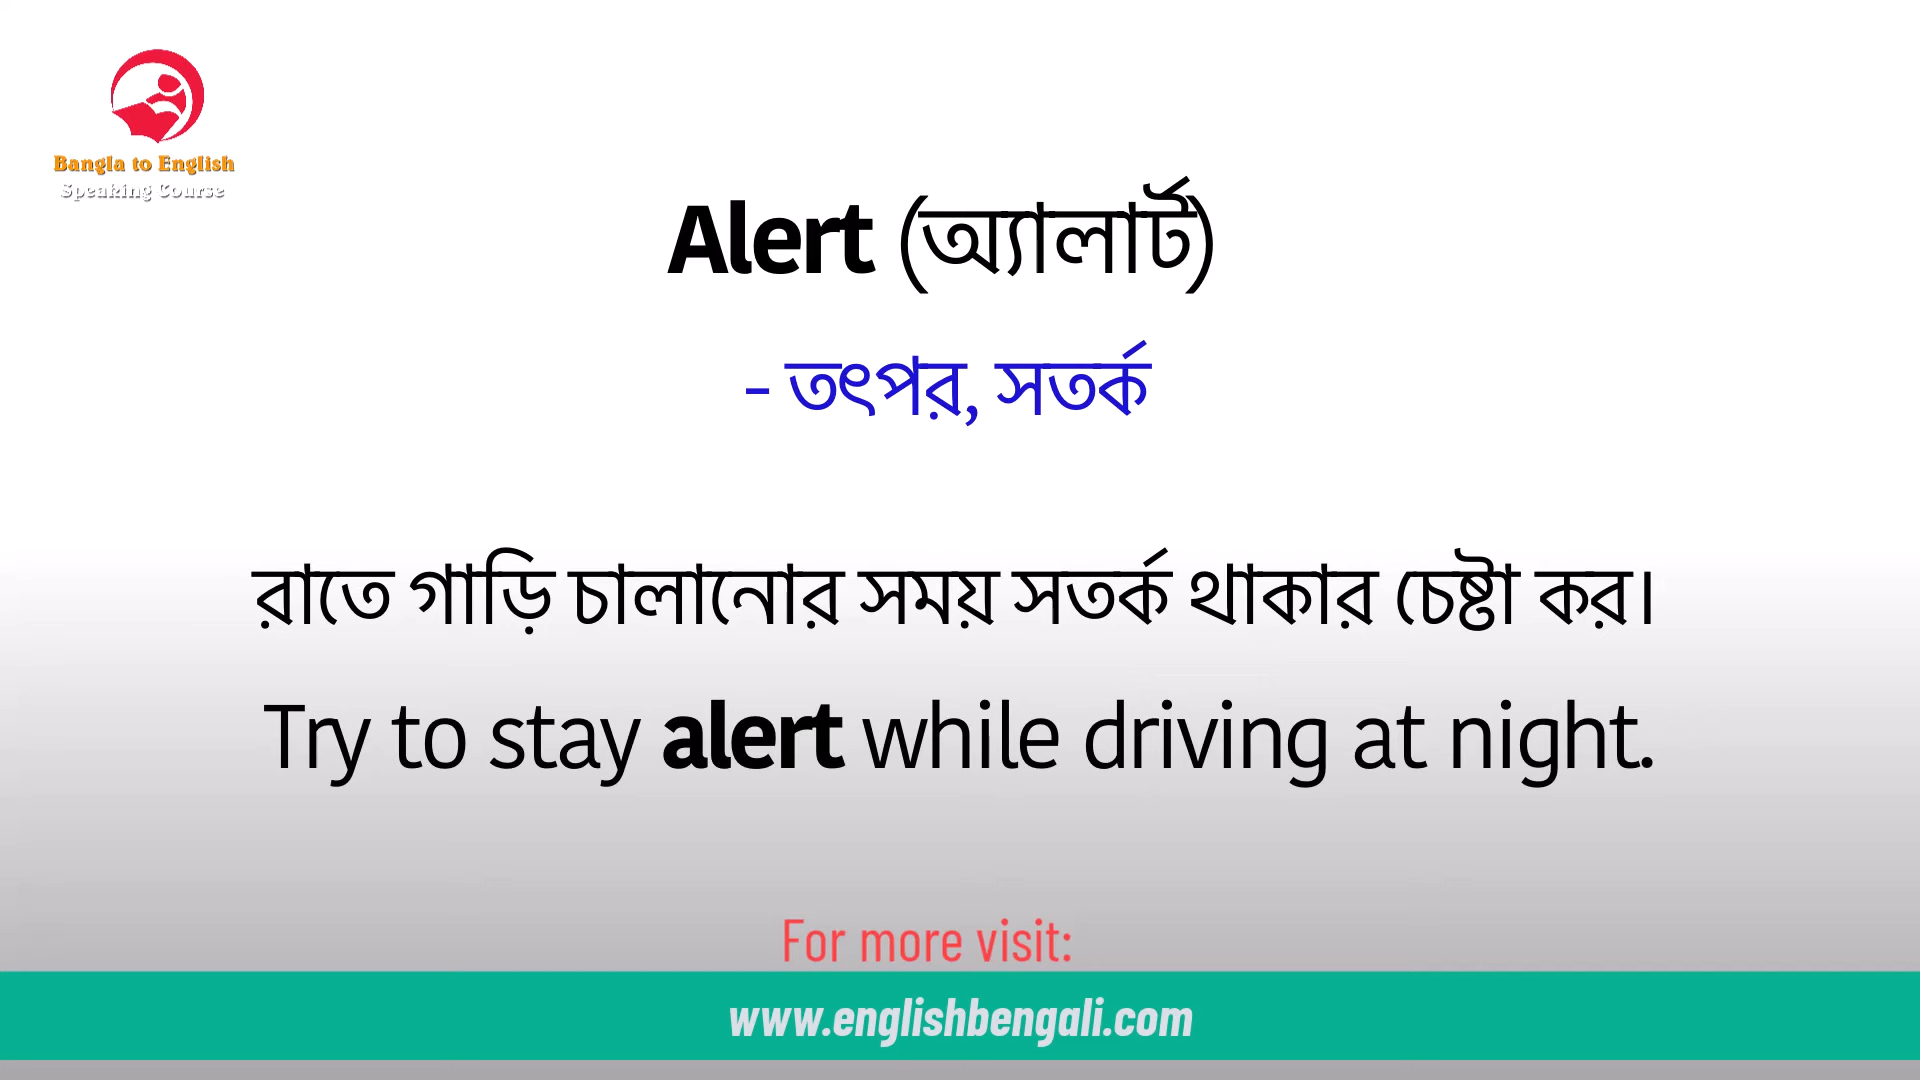 Bangla to English
Speaking Course
Alert (অ্যালার্ট)
- তৎপর, সতর্ক
রাতে গাড়ি চালানোর সময় সতর্ক থাকার চেষ্টা কর।
Try to stay alert while driving at night.
For more visit:
www.englishbengali.com